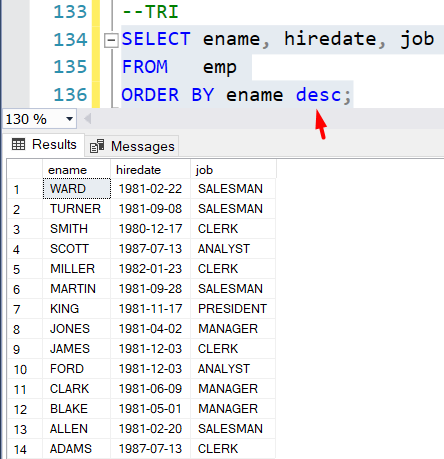 133 --TRI
134 SELECT ename, hiredate, job
135 FROM emp
136 ORDER BY ename desc;
130 %
Results Messages
ename hiredate job
1 WARD 1981-02-22 SALESMAN
2 TURNER 1981-09-08 SALESMAN
3 SMITH 1980-12-17 CLERK
4 SCOTT 1987-07-13 ANALYST
5 MILLER 1982-01-23 CLERK
6 MARTIN 1981-09-28 SALESMAN
7 KING 1981-11-17 PRESIDENT
8 JONES 1981-04-02 MANAGER
9 JAMES 1981-12-03 CLERK
10 FORD 1981-12-03 ANALYST
11 CLARK 1981-06-09 MANAGER
12 BLAKE 1981-05-01 MANAGER
13 ALLEN 1981-02-20 SALESMAN
14 ADAMS 1987-07-13 CLERK